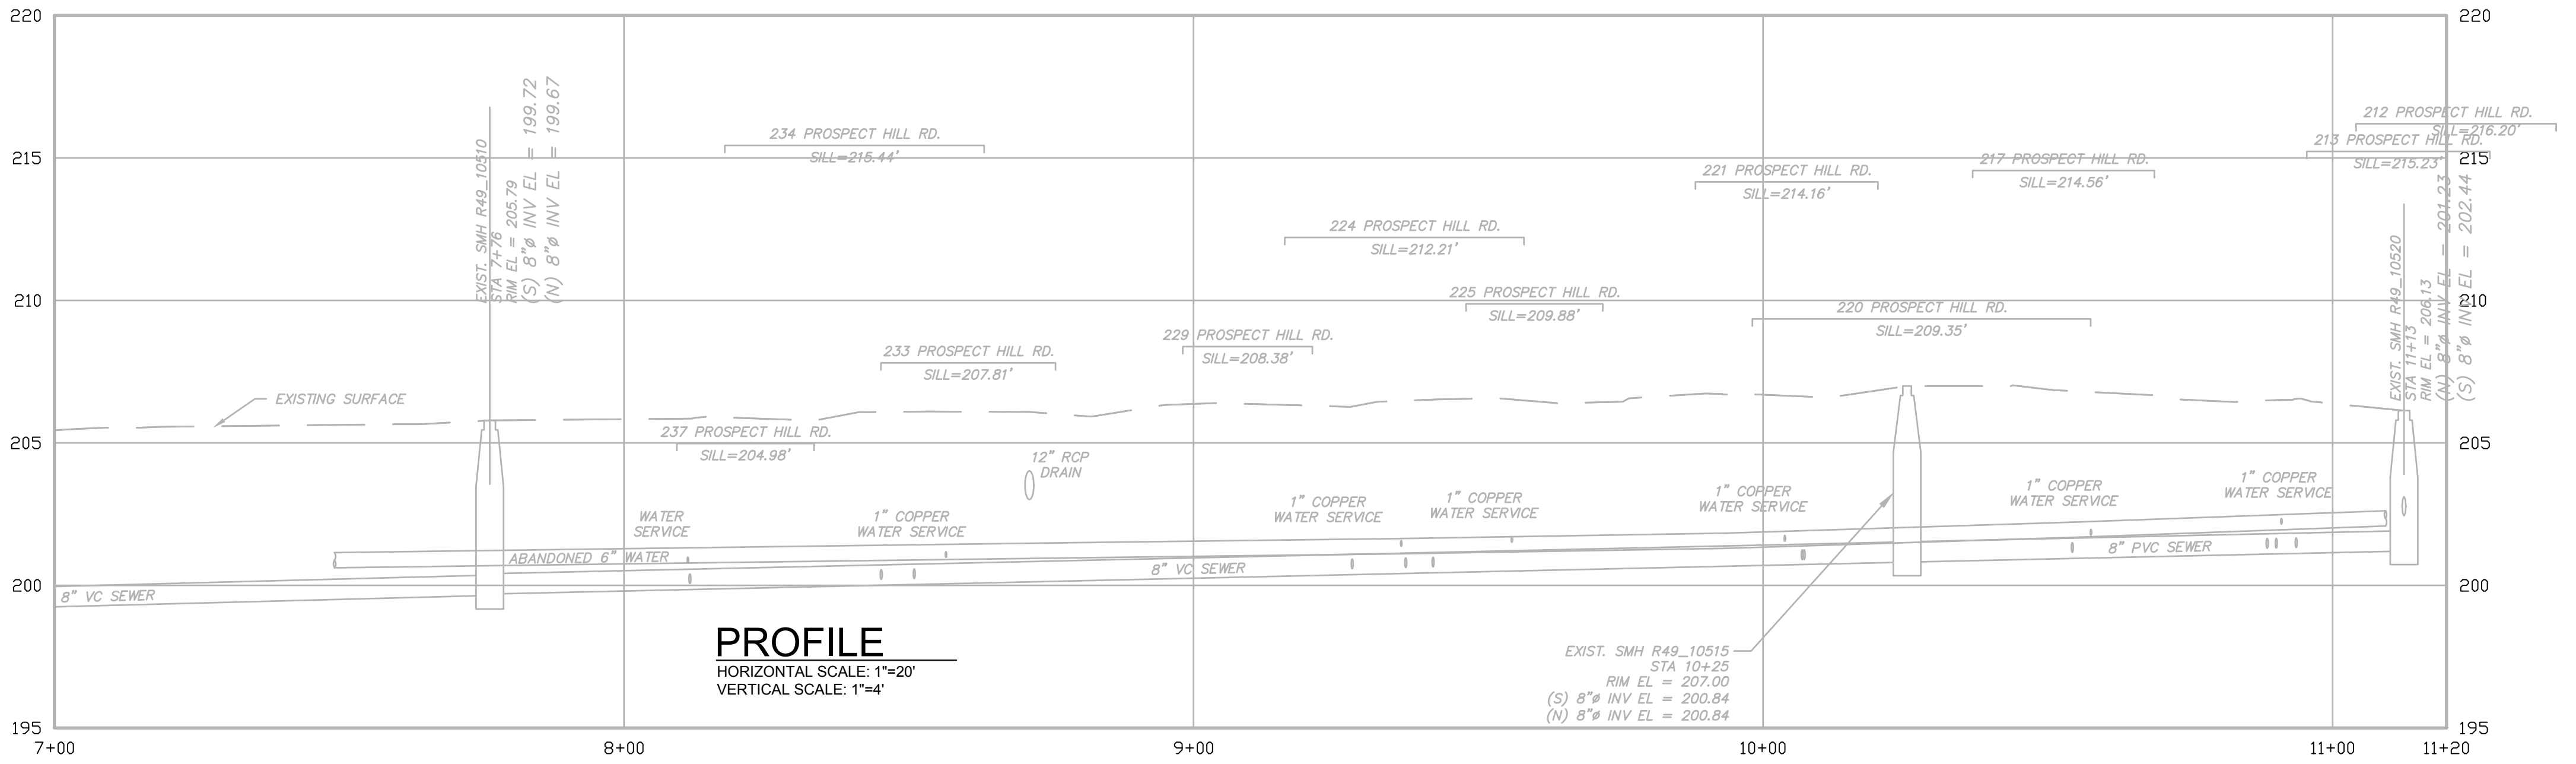 220
215
210
205
200
195
220
215
210
205
200
195
EXIST. SMH R49_10510
STA 7+76
RIM EL = 205.79
(S) 8"ø INV EL = 199.72
(N) 8"ø INV EL = 199.67
234 PROSPECT HILL RD.
SILL=215.44'
212 PROSPECT HILL RD.
SILL=216.20'
213 PROSPECT HILL RD.
SILL=215.23'
217 PROSPECT HILL RD.
SILL=214.56'
221 PROSPECT HILL RD.
SILL=214.16'
224 PROSPECT HILL RD.
SILL=212.21'
225 PROSPECT HILL RD.
SILL=209.88'
220 PROSPECT HILL RD.
SILL=209.35'
229 PROSPECT HILL RD.
SILL=208.38'
233 PROSPECT HILL RD.
SILL=207.81'
EXIST. SMH R49_10520
STA 11+13
RIM EL = 206.13
(N) 8"ø INV EL = 201.23
(S) 8"ø INV EL = 202.44
EXISTING SURFACE
237 PROSPECT HILL RD.
SILL=204.98'
12" RCP
DRAIN
WATER
SERVICE
1" COPPER
WATER SERVICE
1" COPPER
WATER SERVICE
1" COPPER
WATER SERVICE
1" COPPER
WATER SERVICE
1" COPPER
WATER SERVICE
1" COPPER
WATER SERVICE
ABANDONED 6" WATER
8" VC SEWER
8" VC SEWER
8" PVC SEWER
PROFILE
HORIZONTAL SCALE: 1"=20'
VERTICAL SCALE: 1"=4'
EXIST. SMH R49_10515
STA 10+25
RIM EL = 207.00
(S) 8"ø INV EL = 200.84
(N) 8"ø INV EL = 200.84
7+00
8+00
9+00
10+00
11+00
11+20